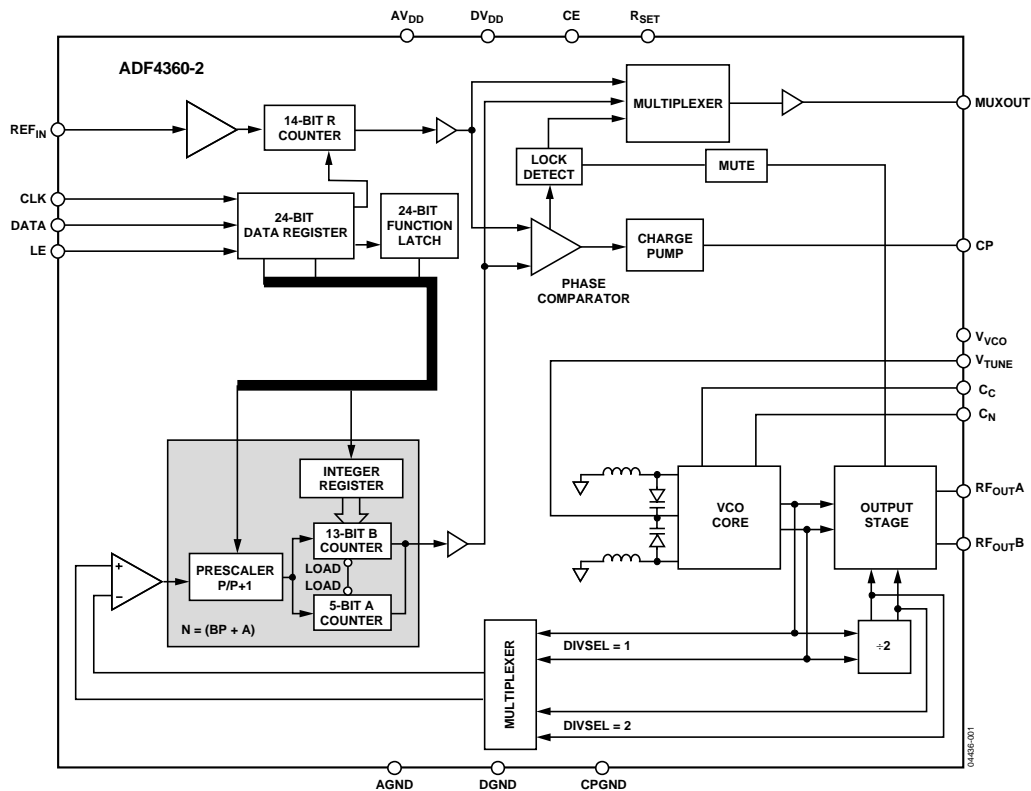 AVDD
DVDD
CE
RSET
ADF4360-2
REFIN
14-BIT R
COUNTER
MULTIPLEXER
MUXOUT
LOCK
DETECT
MUTE
CLK
DATA
LE
24-BIT
DATA REGISTER
24-BIT
FUNCTION
LATCH
CHARGE
PUMP
CP
PHASE
COMPARATOR
VVCO
VTUNE
CC
CN
INTEGER
REGISTER
13-BIT B
COUNTER
LOAD
LOAD
5-BIT A
COUNTER
PRESCALER
P/P+1
+
–
N = (BP + A)
VCO
CORE
OUTPUT
STAGE
RFOUTA
RFOUTB
MULTIPLEXER
DIVSEL = 1
DIVSEL = 2
÷2
AGND
DGND
CPGND
04436-001